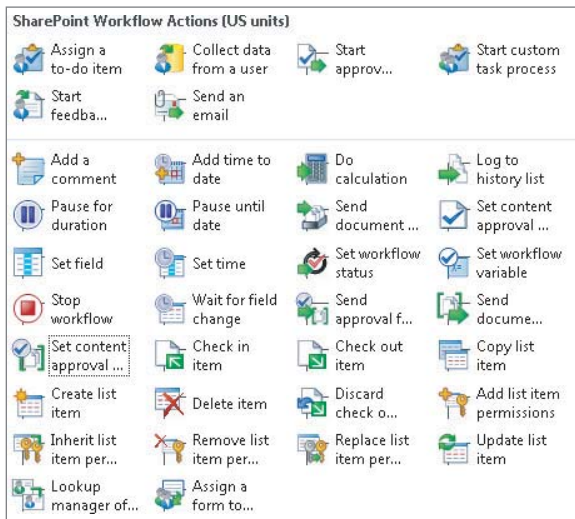 SharePoint Workflow Actions (US units)
Assign a
to-do item
Collect data
from a user
Start
approv...
Start custom
task process
Start
feedba...
Send an
email
Add a
comment
Add time to
date
Do
calculation
Log to
history list
Pause for
duration
Pause until
date
Send
document ...
Set content
approval ...
Set field
Set time
Set workflow
status
Set workflow
variable
Stop
workflow
Wait for field
change
Send
approval f...
Send
docume...
Set content
approval ...
Check in
item
Check out
item
Copy list
item
Create list
item
Delete item
Discard
check o...
Add list item
permissions
Inherit list
item per...
Remove list
item per...
Replace list
item per...
Update list
item
Lookup
manager of...
Assign a
form to...